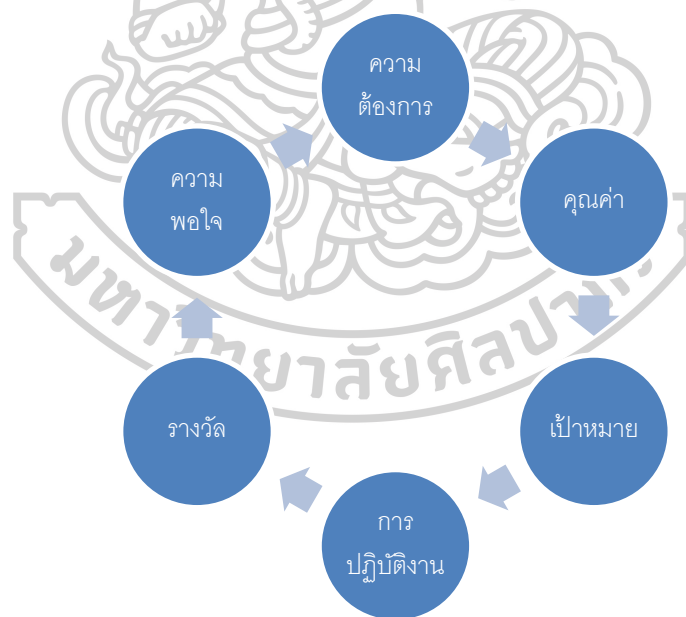 ความ
ต้องการ
คุณค่า
เป้าหมาย
การ
ปฏิบัติงาน
รางวัล
ความ
พอใจ
มหาวิทยาลัยศิลปากร